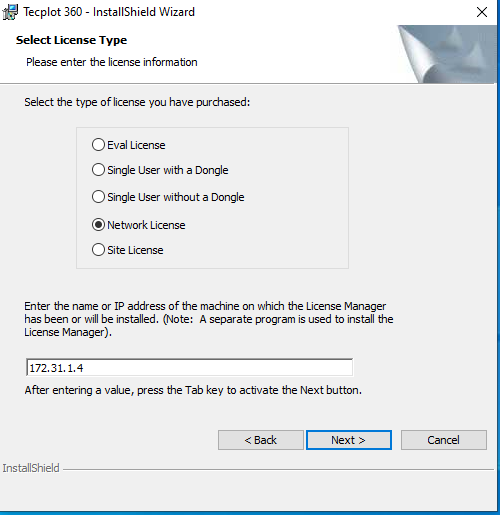 Tecplot 360 - InstallShield Wizard
Select License Type
Please enter the license information
Select the type of license you have purchased:
Eval License
Single User with a Dongle
Single User without a Dongle
Network License
Site License
Enter the name or IP address of the machine on which the License Manager
has been or will be installed. (Note: A separate program is used to install the
License Manager).
172.31.1.4
After entering a value, press the Tab key to activate the Next button.
< Back Next > Cancel
InstallShield